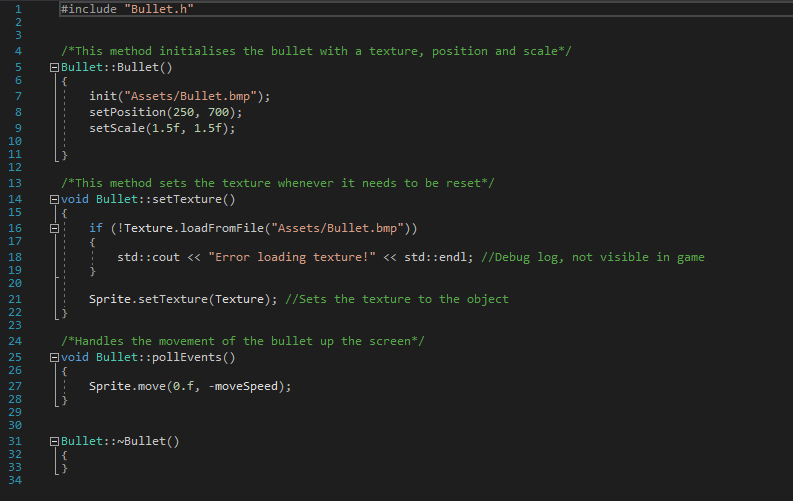 1 #include "Bullet.h"
2
3
4 /*This method initialises the bullet with a texture, position and scale*/
5 Bullet::Bullet()
6 {
7 init("Assets/Bullet.bmp");
8 setPosition(250, 700);
9 setScale(1.5f, 1.5f);
10
11 }
12
13 /*This method sets the texture whenever it needs to be reset*/
14 void Bullet::setTexture()
15 {
16 if (!Texture.loadFromFile("Assets/Bullet.bmp"))
17 {
18 std::cout << "Error loading texture!" << std::endl; //Debug log, not visible in game
19 }
20
21 Sprite.setTexture(Texture); //Sets the texture to the object
22 }
23
24 /*Handles the movement of the bullet up the screen*/
25 void Bullet::pollEvents()
26 {
27 Sprite.move(0.f, -moveSpeed);
28 }
29
30
31 Bullet::~Bullet()
32 {
33 }
34